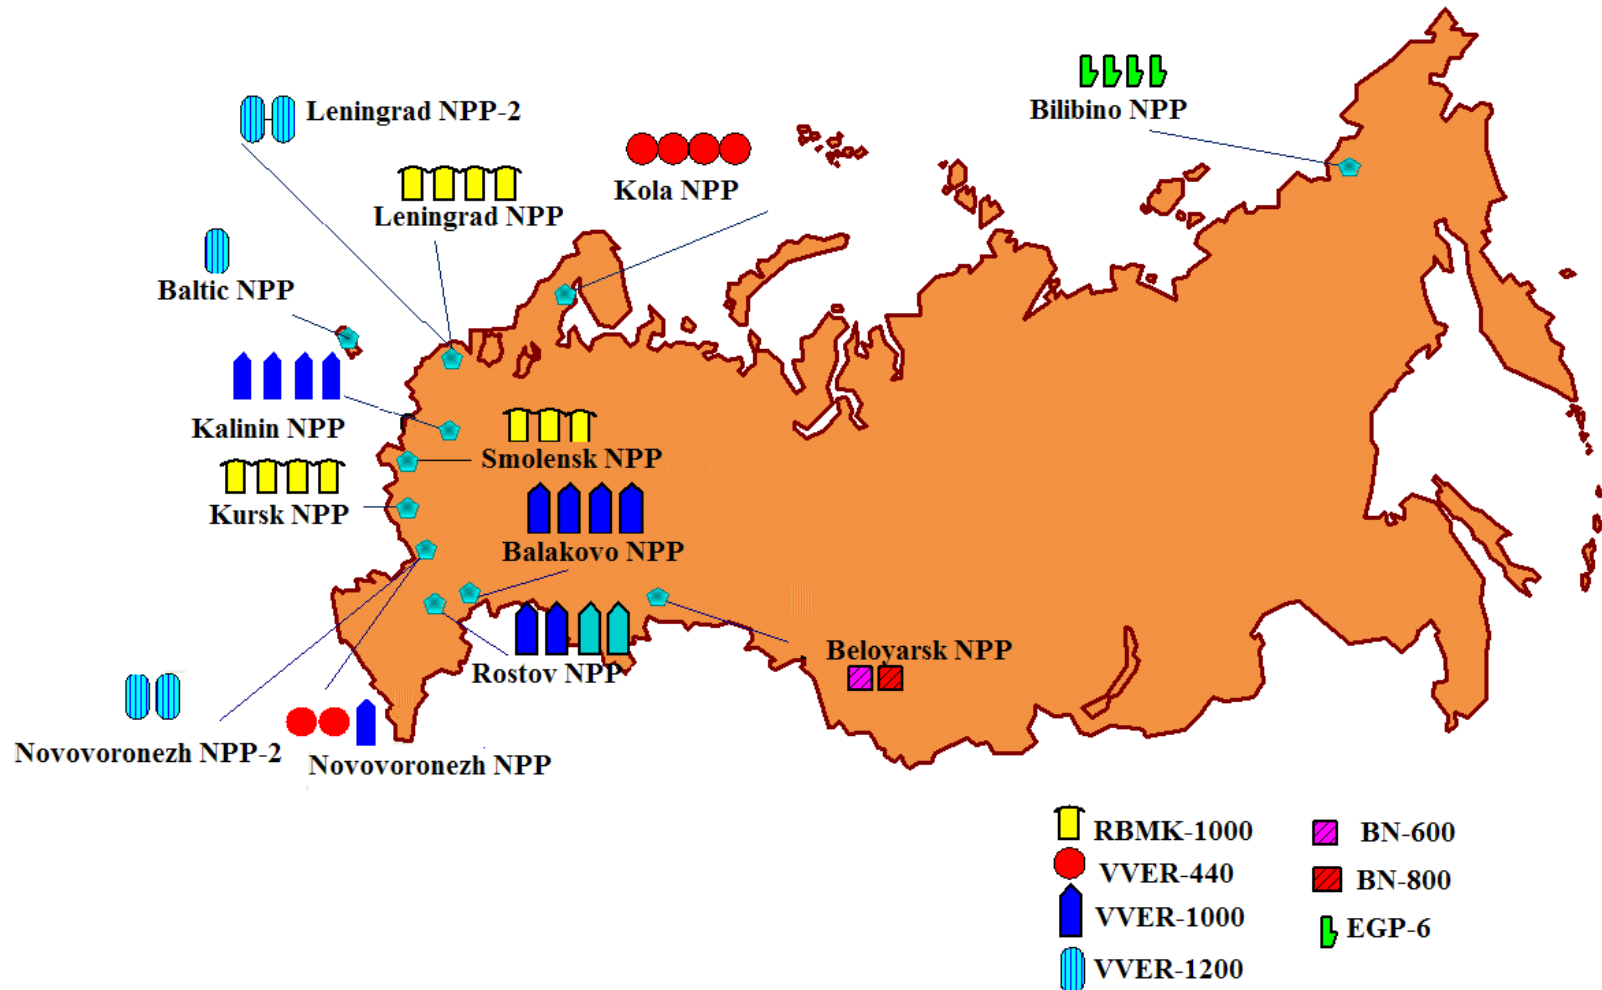 Leningrad NPP-2
Bilibino NPP
Kola NPP
Leningrad NPP
Baltic NPP
Kalinin NPP
Smolensk NPP
Kursk NPP
Balakovo NPP
Rostov NPP
Beloyarsk NPP
Novovoronezh NPP-2
Novovoronezh NPP
RBMK-1000
VVER-440
VVER-1000
VVER-1200
BN-600
BN-800
EGP-6